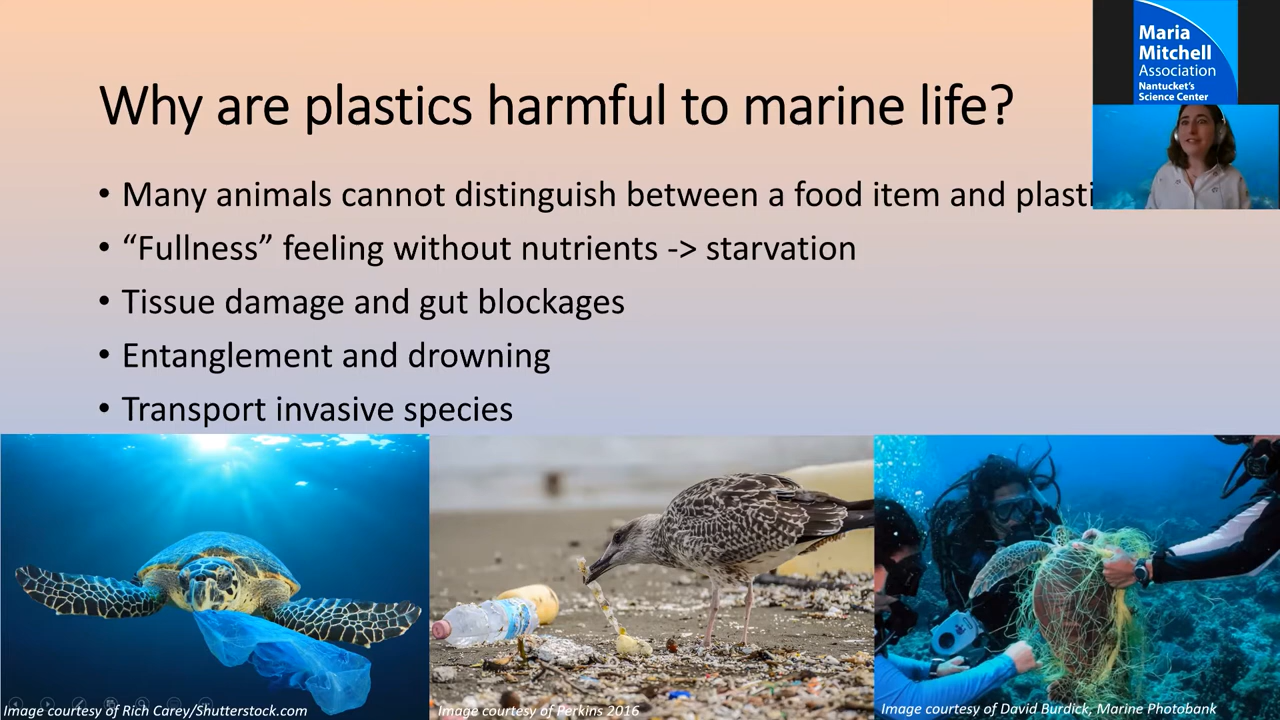 Maria
Mitchell
Association
Nantucket's
Science Center
Why are plastics harmful to marine life?
• Many animals cannot distinguish between a food item and plasti
• “Fullness” feeling without nutrients -> starvation
• Tissue damage and gut blockages
• Entanglement and drowning
• Transport invasive species
Image courtesy of Rich Carey/Shutterstock.com
Image courtesy of Perkins 2016
Image courtesy of David Burdick, Marine Photobank